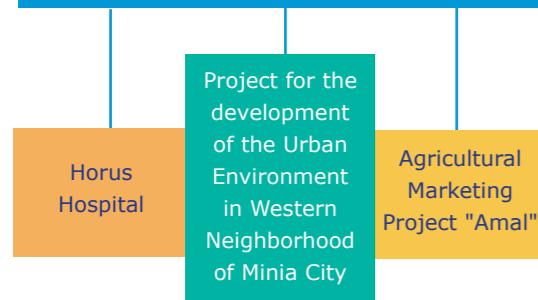 Horus
Hospital
Project for the
development
of the Urban
Environment
in Western
Neighborhood
of Minia City
Agricultural
Marketing
Project "Amal"